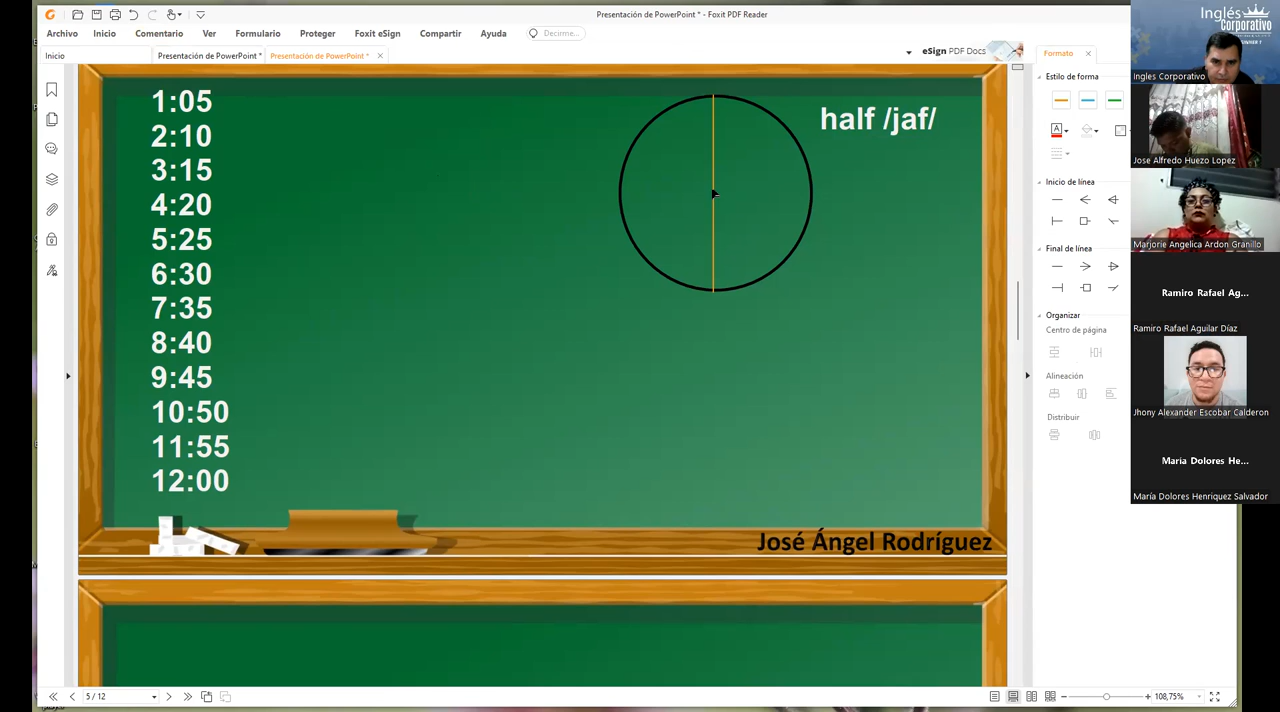 Presentación de PowerPoint * - Foxit PDF Reader
Archivo Inicio Comentario Ver Formulario Proteger Foxit eSign Compartir Ayuda Decirme...
Inicio Presentación de PowerPoint * Presentación de PowerPoint * eSign PDF Docs
1:05
2:10
3:15
4:20
5:25
6:30
7:35
8:40
9:45
10:50
11:55
12:00
half /jaf/
José Ángel Rodríguez
Formato
Estilo de forma
Inicio de línea
Final de línea
Organizar
Centro de página
Alineación
Distribuir
5 / 12
108,75%
Inglés
Corporativo
Ingles Corporativo
Jose Alfredo Huezo Lopez
Marjorie Angelica Ardon Granillo
Ramiro Rafael Ag...
Ramiro Rafael Aguilar Díaz
Jhony Alexander Escobar Calderon
María Dolores He...
María Dolores Henriquez Salvador